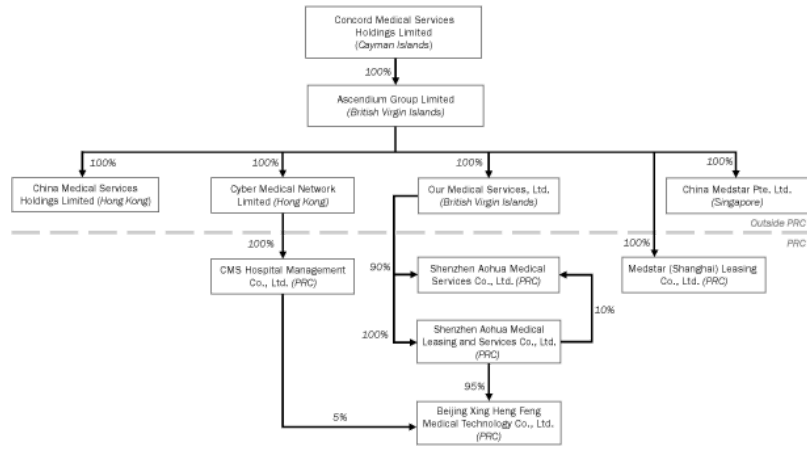 Concord Medical Services
Holdings Limited
(Cayman Islands)
100%
Ascendium Group Limited
(British Virgin Islands)
100%
100%
100%
100%
China Medical Services
Holdings Limited (Hong Kong)
Cyber Medical Network
Limited (Hong Kong)
Our Medical Services, Ltd.
(British Virgin Islands)
China Medstar Pte. Ltd.
(Singapore)
Outside PRC
PRC
100%
100%
CMS Hospital Management
Co., Ltd. (PRC)
90%
Shenzhen Aohua Medical
Services Co., Ltd. (PRC)
Medstar (Shanghai) Leasing
Co., Ltd. (PRC)
10%
100%
Shenzhen Aohua Medical
Leasing and Services Co., Ltd.
(PRC)
95%
5%
Beijing Xing Heng Feng
Medical Technology Co., Ltd.
(PRC)